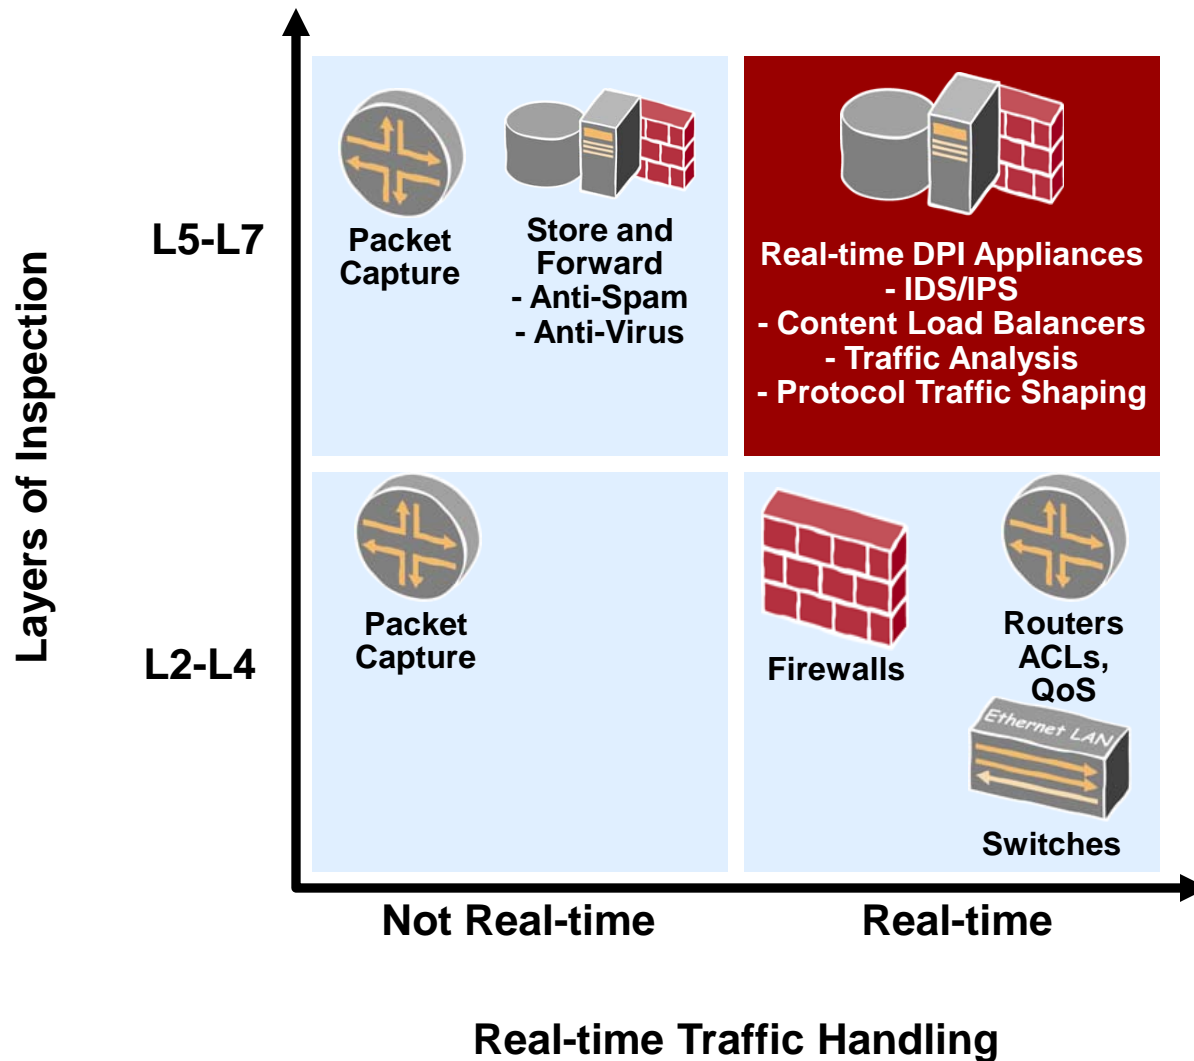 Layers of Inspection
L5-L7
Packet
Capture
Store and
Forward
- Anti-Spam
- Anti-Virus
Real-time DPI Appliances
- IDS/IPS
- Content Load Balancers
- Traffic Analysis
- Protocol Traffic Shaping
L2-L4
Packet
Capture
Firewalls
Routers
ACLs,
QoS
Ethernet LAN
Switches
Not Real-time
Real-time
Real-time Traffic Handling